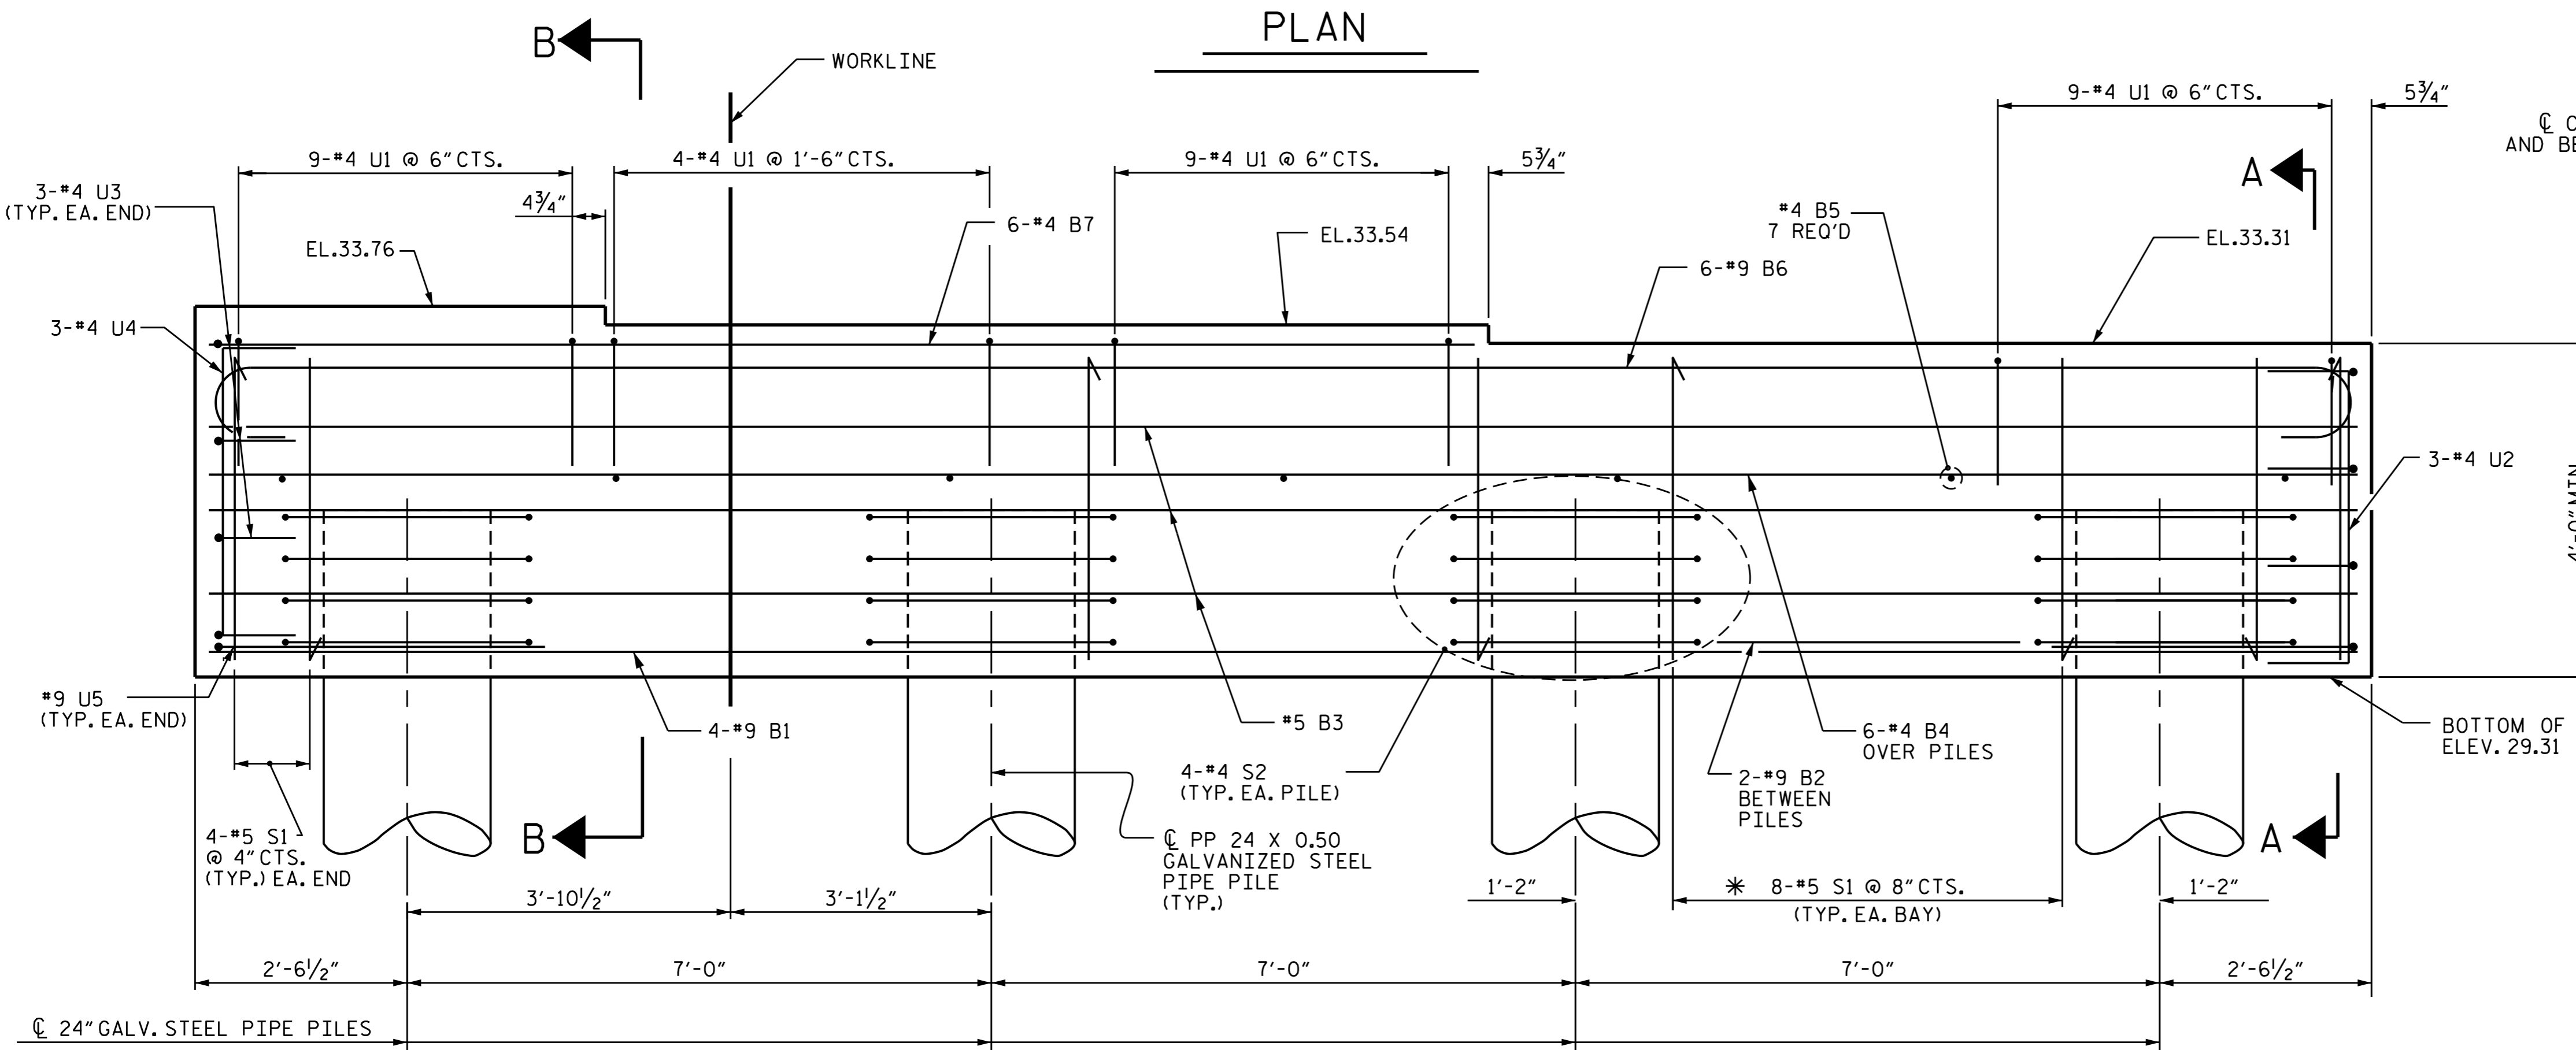 PLAN
B
WORKLINE
9-#4 U1 @ 6" CTS.
5¾"
℄
AND
9-#4 U1 @ 6" CTS.
4-#4 U1 @ 1'-6" CTS.
9-#4 U1 @ 6" CTS.
5¾"
A
3-#4 U3
(TYP. EA. END)
4¾"
6-#4 B7
#4 B5
7 REQ'D
EL. 33.76
EL. 33.54
EL. 33.31
6-#9 B6
3-#4 U4
3-#4 U2
4'-0" MIN.
#9 U5
(TYP. EA. END)
4-#9 B1
#5 B3
6-#4 B4
OVER PILES
BOTTOM OF
ELEV. 29.31
4-#4 S2
(TYP. EA. PILE)
2-#9 B2
BETWEEN
PILES
4-#5 S1
@ 4" CTS.
(TYP.) EA. END
B
℄ PP 24 X 0.50
GALVANIZED STEEL
PIPE PILE
(TYP.)
A
3'-10½"
3'-1½"
1'-2"
✳ 8-#5 S1 @ 8" CTS.
(TYP. EA. BAY)
1'-2"
2'-6½"
7'-0"
7'-0"
7'-0"
2'-6½"
℄ 24" GALV. STEEL PIPE PILES